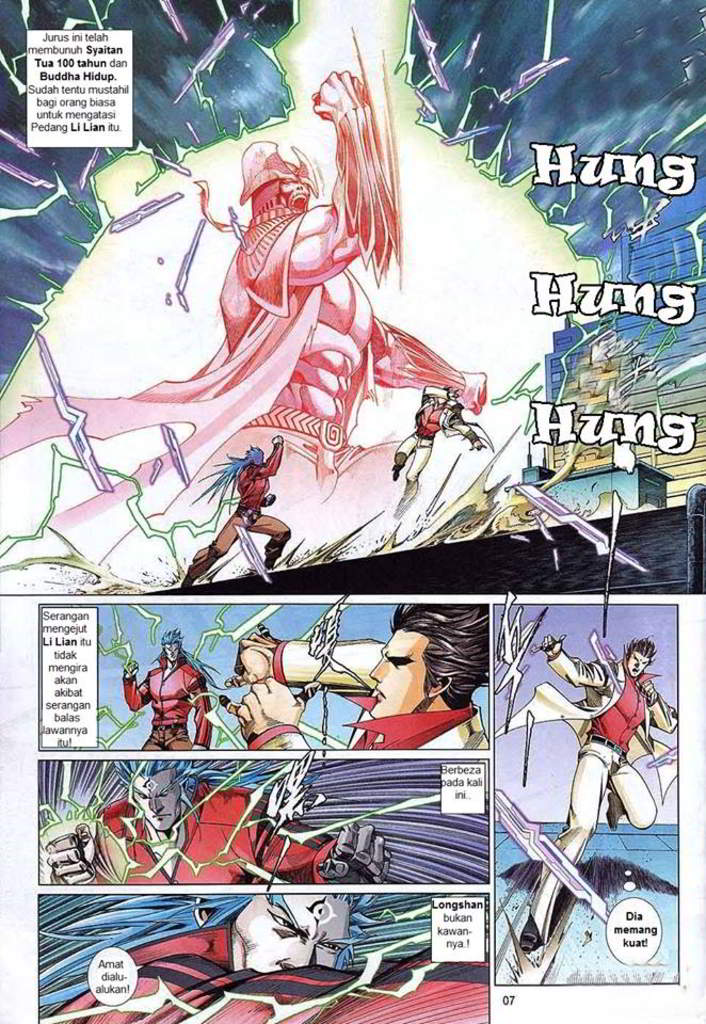 Jurus ini telah
membunuh Syaitan
Tua 100 tahun dan
Buddha Hidup.
Sudah tentu mustahil
bagi orang biasa
untuk mengatasi
Pedang Li Lian itu.
Hung
Hung
Hung
Serangan
mengejut
Li Lian itu
tidak
mengira
akan
akibat
serangan
balas
lawannya
itu!
Berbeza
pada kali
ini..
Longshan
bukan
kawan-
nya.!
Amat
dialu-
alukan!
Dia
memang
kuat!
07